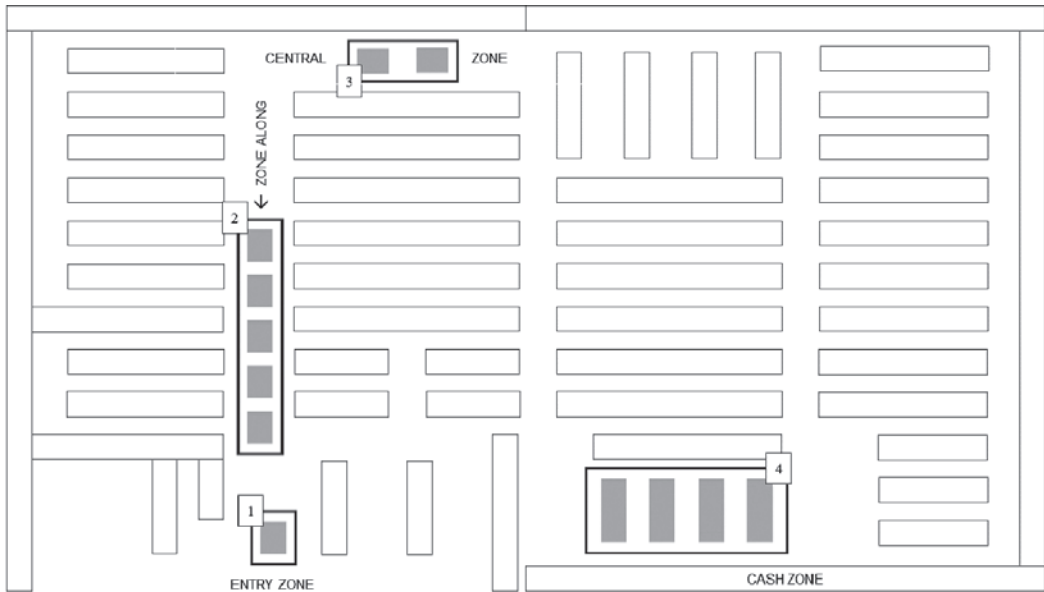 CENTRAL ZONE
3
ZONE ALONG
2
4
1
ENTRY ZONE
CASH ZONE